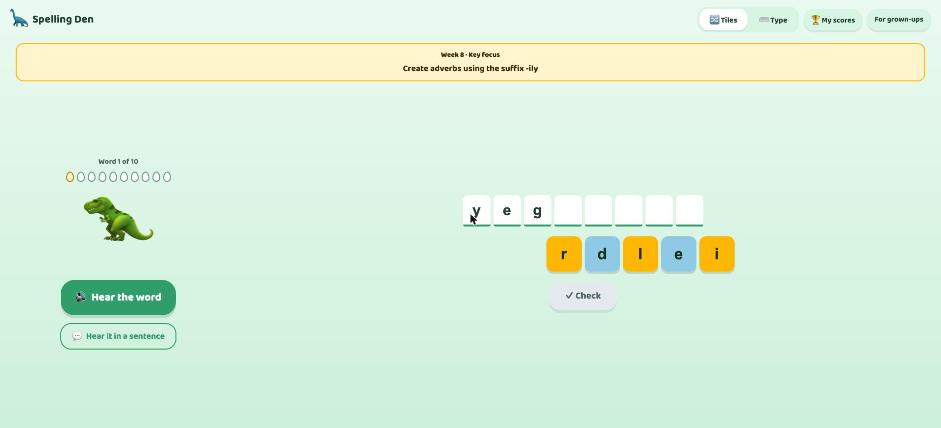 Spelling Den
Tiles
Type
My scores
For grown-ups
Week 8 · Key focus
Create adverbs using the suffix -ily
Word 1 of 10
y e g
r d l e i
✓ Check
Hear the word
Hear it in a sentence